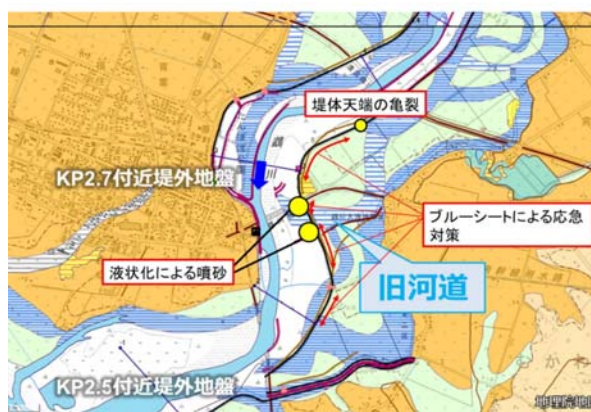 堤体天端の亀裂
KP2.7付近堤外地盤
ブルーシートによる応急
対策
液状化による噴砂
旧河道
KP2.5付近堤外地盤
地理院地図